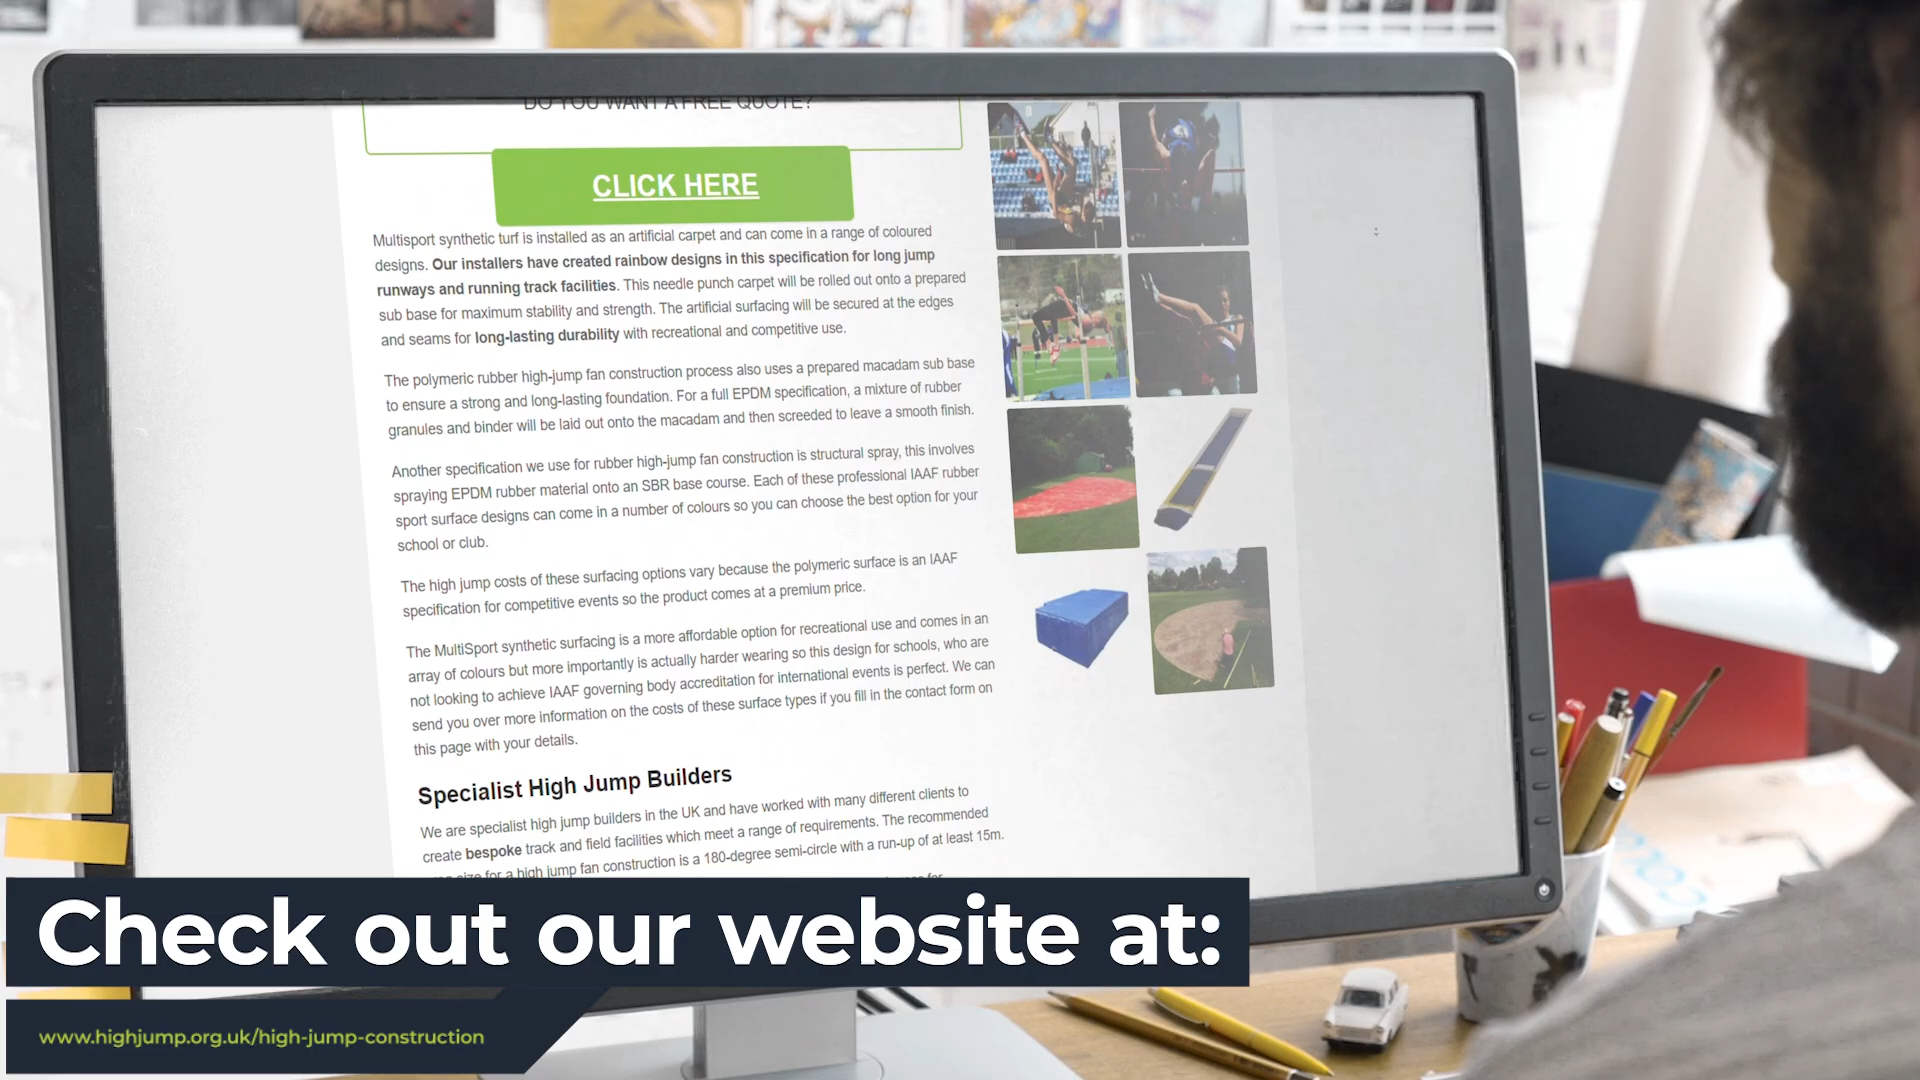 DO YOU WANT A FREE QUOTE?
CLICK HERE
Multisport synthetic turf is installed as an artificial carpet and can come in a range of coloured
designs. Our installers have created rainbow designs in this specification for long jump
runways and running track facilities. This needle punch carpet will be rolled out onto a prepared
sub base for maximum stability and strength. The artificial surfacing will be secured at the edges
and seams for long-lasting durability with recreational and competitive use.
The polymeric rubber high-jump fan construction process also uses a prepared macadam sub base
to ensure a strong and long-lasting foundation. For a full EPDM specification, a mixture of rubber
granules and binder will be laid out onto the macadam and then screeded to leave a smooth finish.
Another specification we use for rubber high-jump fan construction is structural spray, this involves
spraying EPDM rubber material onto an SBR base course. Each of these professional IAAF rubber
sport surface designs can come in a number of colours so you can choose the best option for your
school or club.
The high jump costs of these surfacing options vary because the polymeric surface is an IAAF
specification for competitive events so the product comes at a premium price.
The MultiSport synthetic surfacing is a more affordable option for recreational use and comes in an
array of colours but more importantly is actually harder wearing so this design for schools, who are
not looking to achieve IAAF governing body accreditation for international events is perfect. We can
send you over more information on the costs of these surface types if you fill in the contact form on
this page with your details.
Specialist High Jump Builders
We are specialist high jump builders in the UK and have worked with many different clients to
create bespoke track and field facilities which meet a range of requirements. The recommended
size for a high jump fan construction is a 180-degree semi-circle with a run-up of at least 15m.
Check out our website at:
www.highjump.org.uk/high-jump-construction